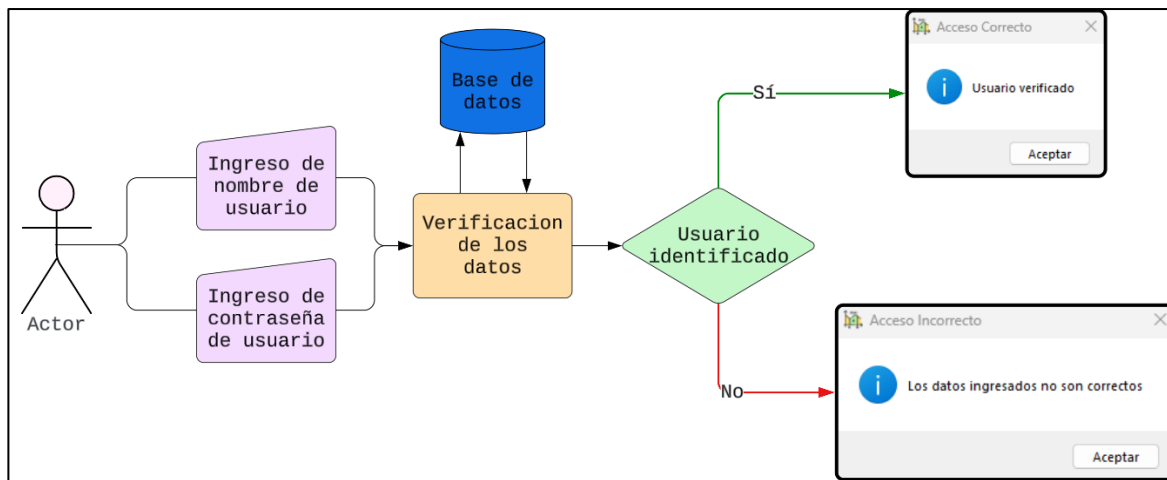 Actor
Ingreso de
nombre de
usuario
Ingreso de
contraseña
de usuario
Base de
datos
Verificacion
de los
datos
Usuario
identificado
Sí
Acceso Correcto
Usuario verificado
Aceptar
No
Acceso Incorrecto
Los datos ingresados no son correctos
Aceptar